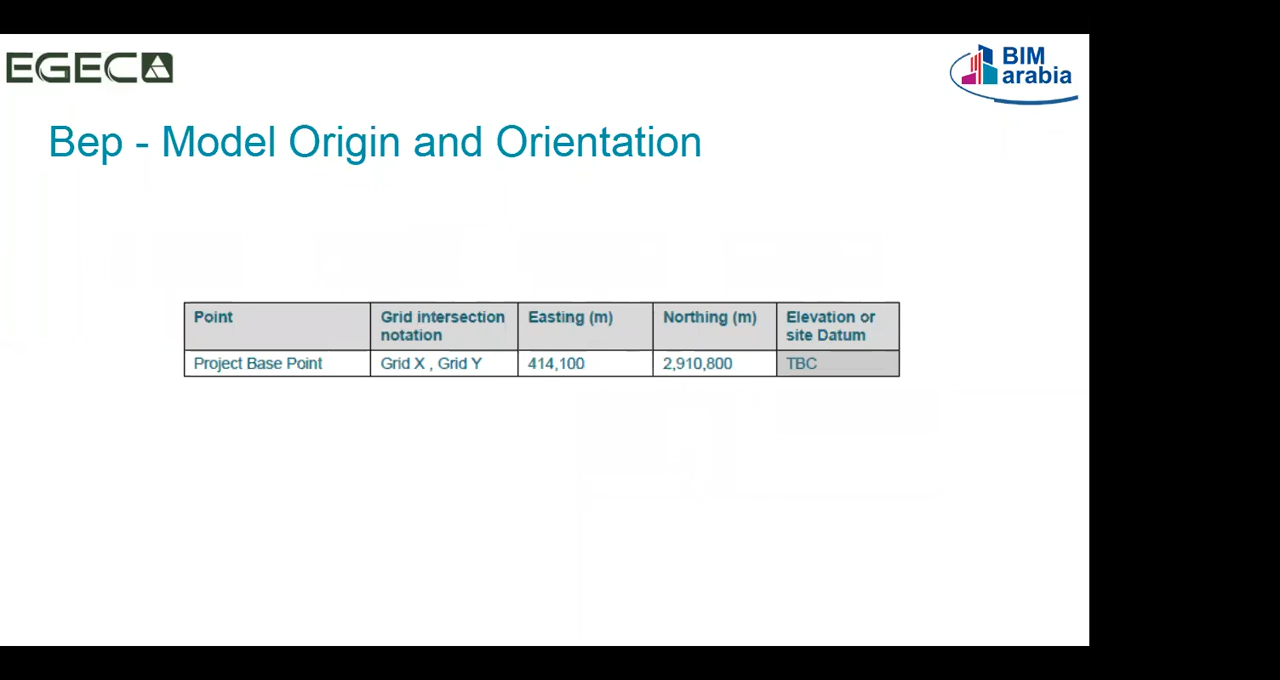 EGECA
BIM
arabia
Bep - Model Origin and Orientation
Point
Grid intersection
notation
Easting (m)
Northing (m)
Elevation or
site Datum
Project Base Point
Grid X , Grid Y
414,100
2,910,800
TBC